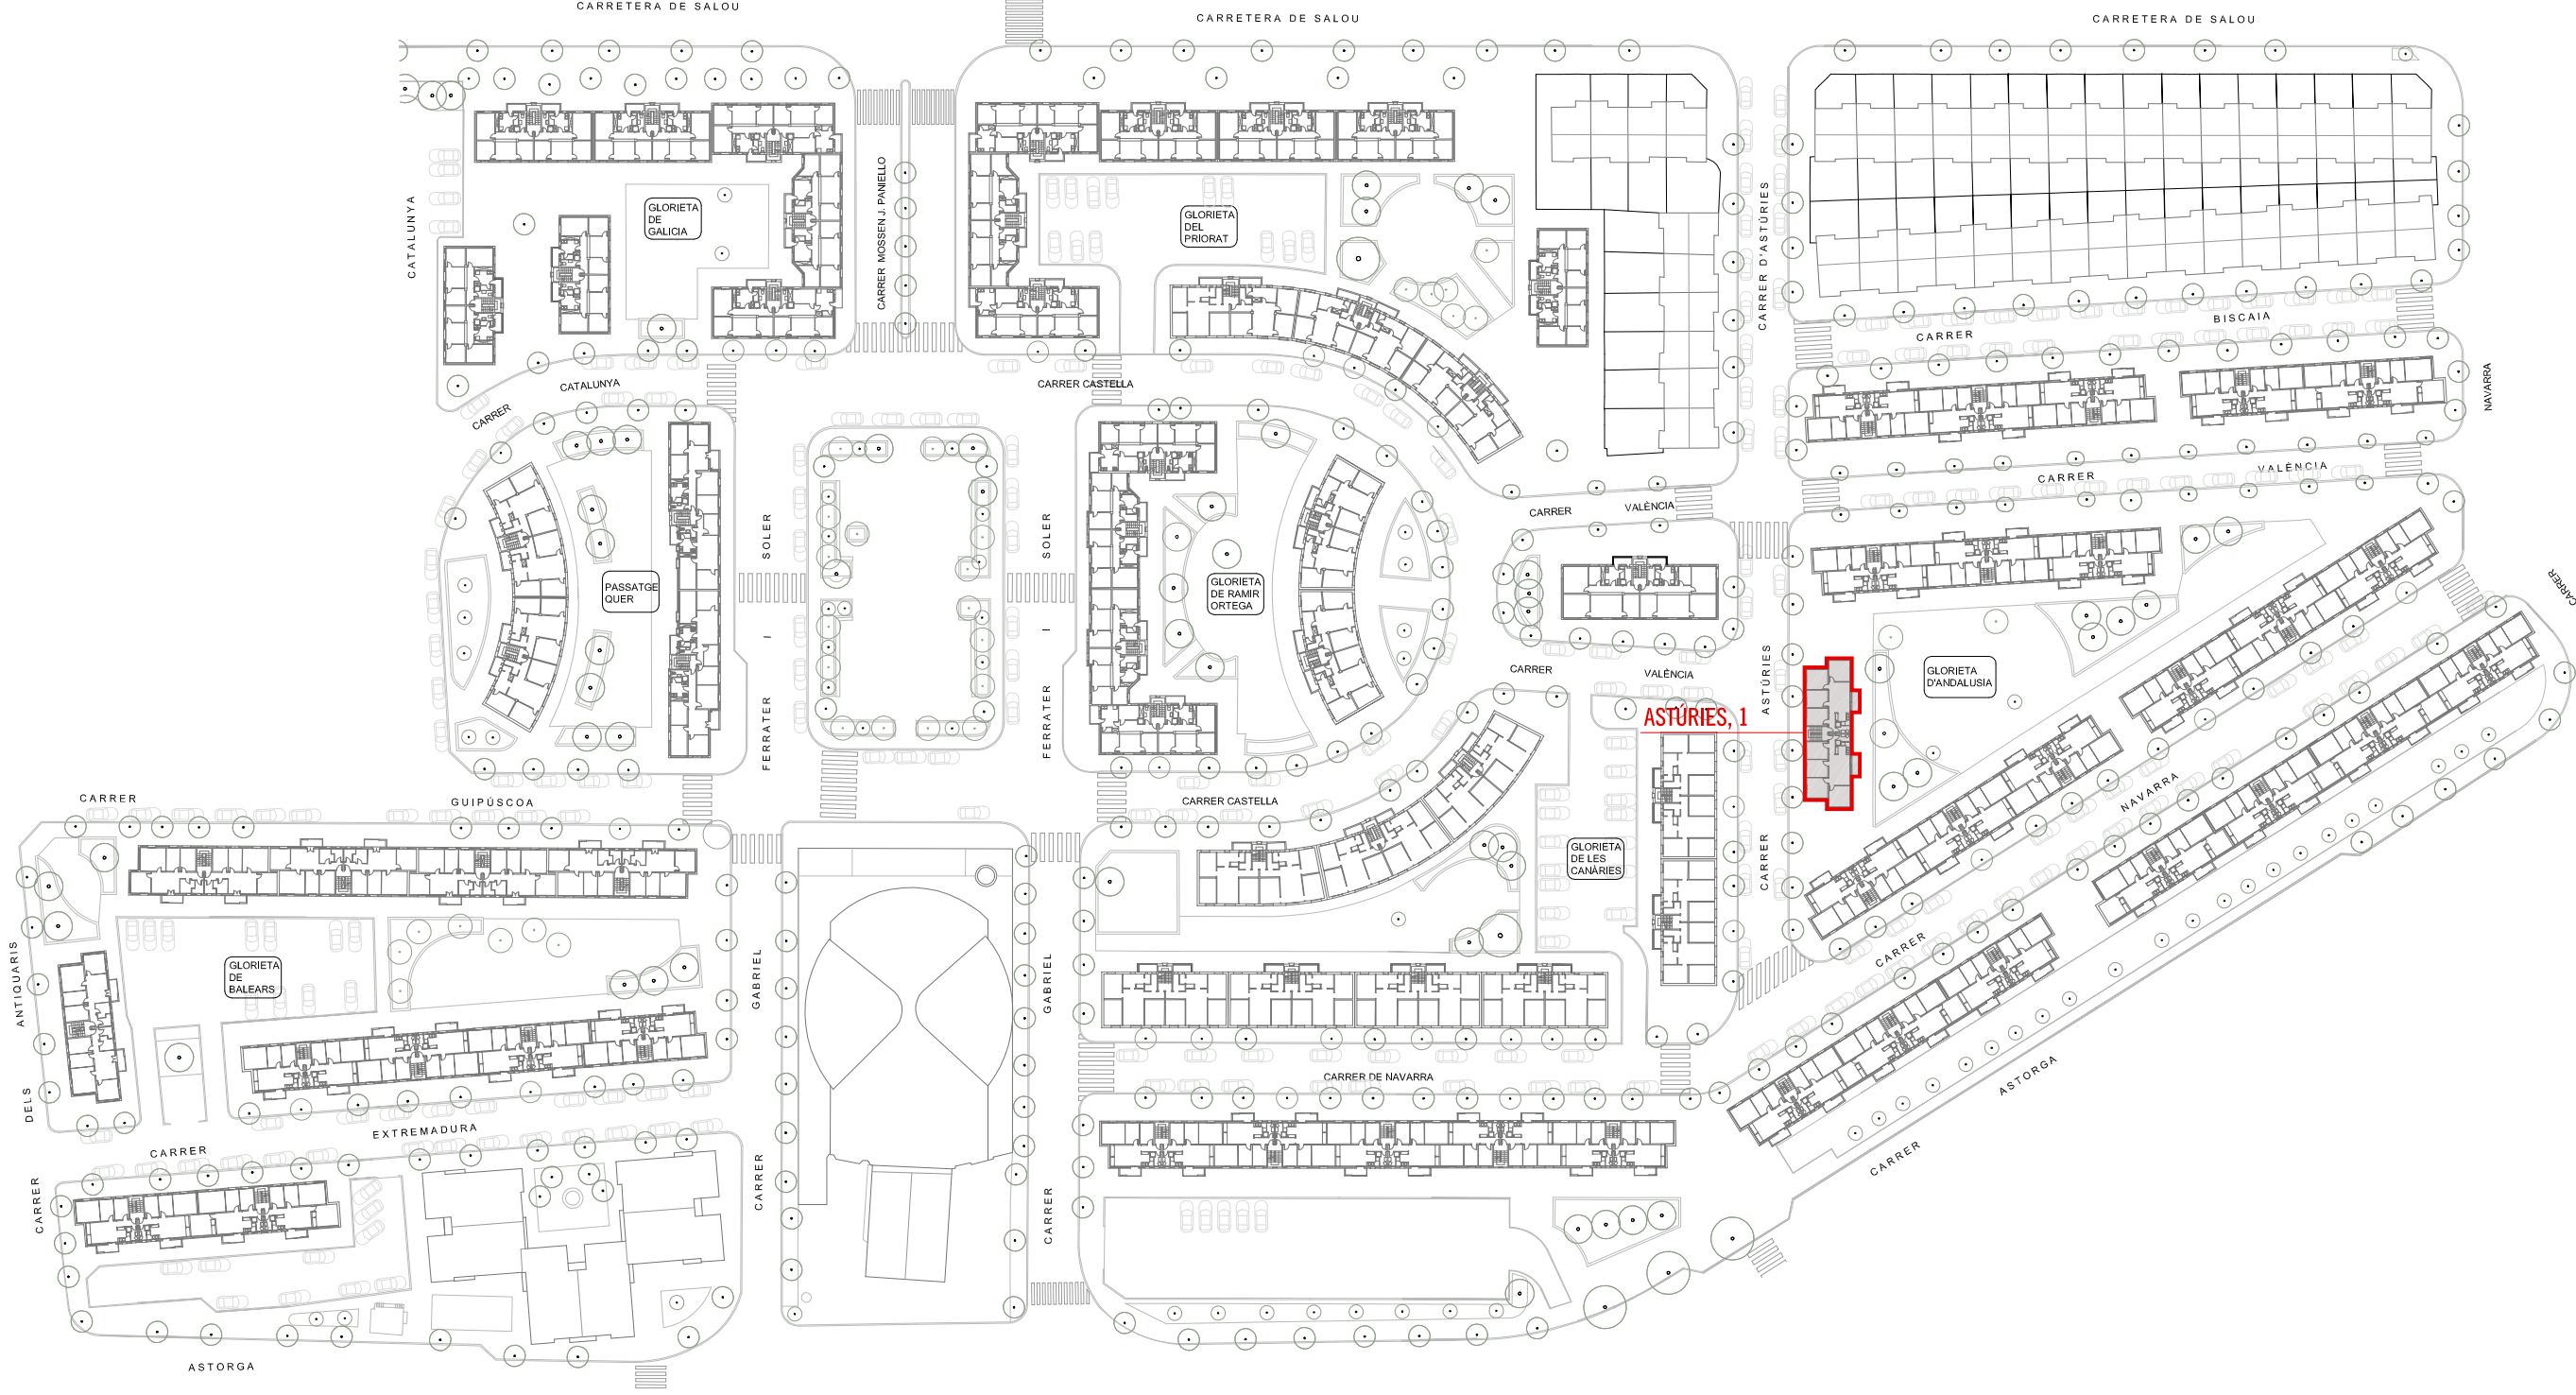 CARRETERA DE SALOU
CARRETERA DE SALOU
CARRETERA DE SALOU
CATALUNYA
GLORIETA
DE
GALICIA
CARRER MOSSEN J. PANIELLO
GLORIETA
DEL
PRIORAT
CARRER D'ASTÚRIES
CARRER
BISCAIA
NAVARRA
CARRER
CATALUNYA
CARRER CASTELLA
CARRER
VALÈNCIA
CARRER
VALÈNCIA
PASSATGE
QUER
FERRATER I SOLER
FERRATER I SOLER
GLORIETA
DE RAMIR
ORTEGA
CARRER
VALÈNCIA
ASTÚRIES
GLORIETA
D'ANDALUSIA
CARRER
ASTÚRIES, 1
CARRER
GUIPÚSCOA
CARRER CASTELLA
NAVARRA
GLORIETA
DE LES
CANÀRIES
CARRER
CARRER
ANTIQUARIS
GLORIETA
DE
BALEARS
GABRIEL
GABRIEL
DELS
CARRER DE NAVARRA
ASTORGA
CARRER
EXTREMADURA
CARRER
CARRER
CARRER
CARRER
CARRER
ASTORGA